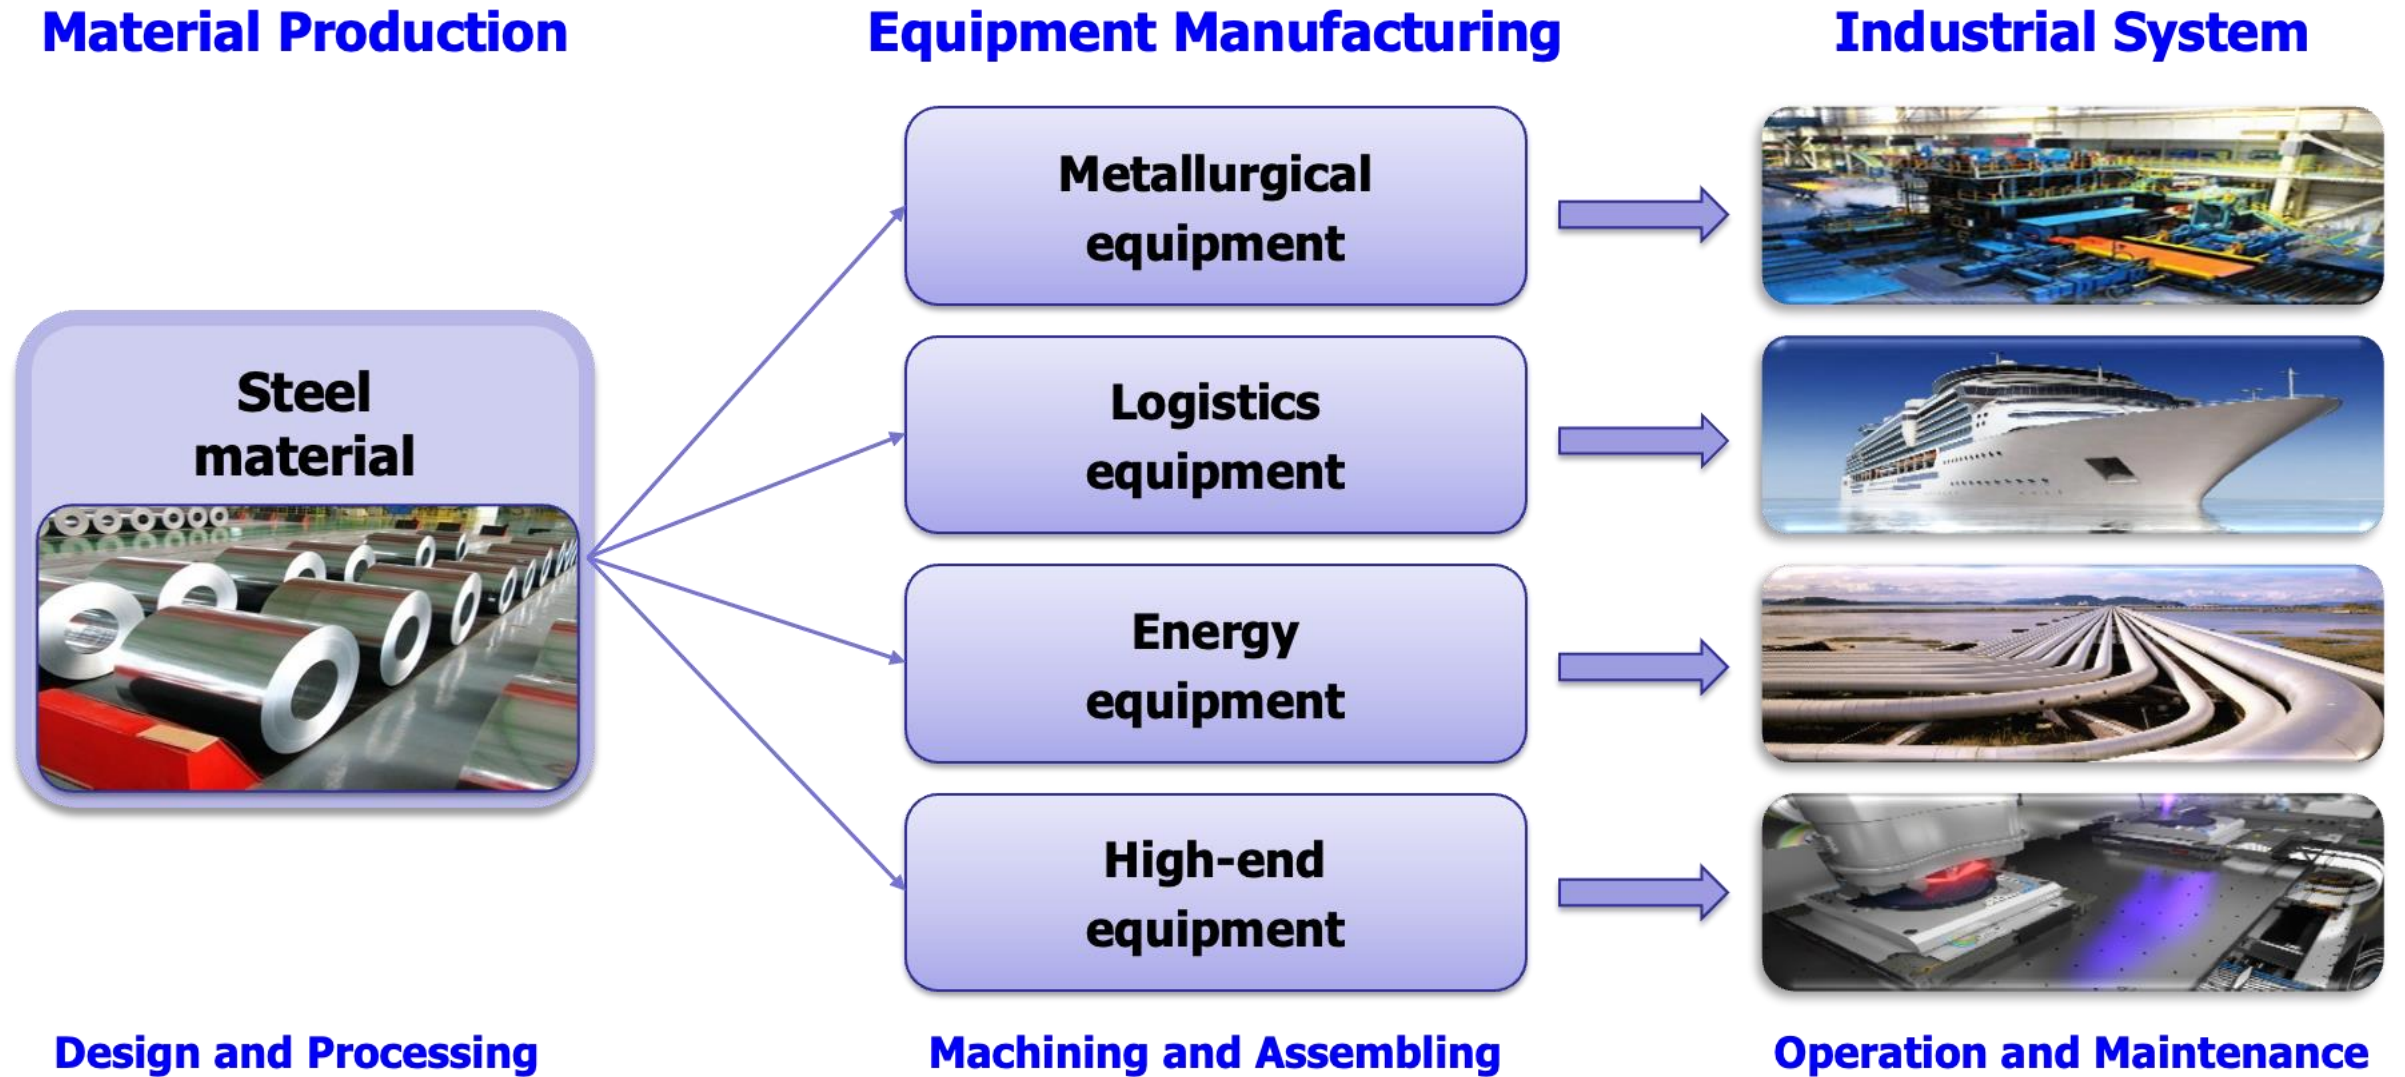 Material Production
Equipment Manufacturing
Industrial System
Steel
material
Metallurgical
equipment
Logistics
equipment
Energy
equipment
High-end
equipment
Design and Processing
Machining and Assembling
Operation and Maintenance